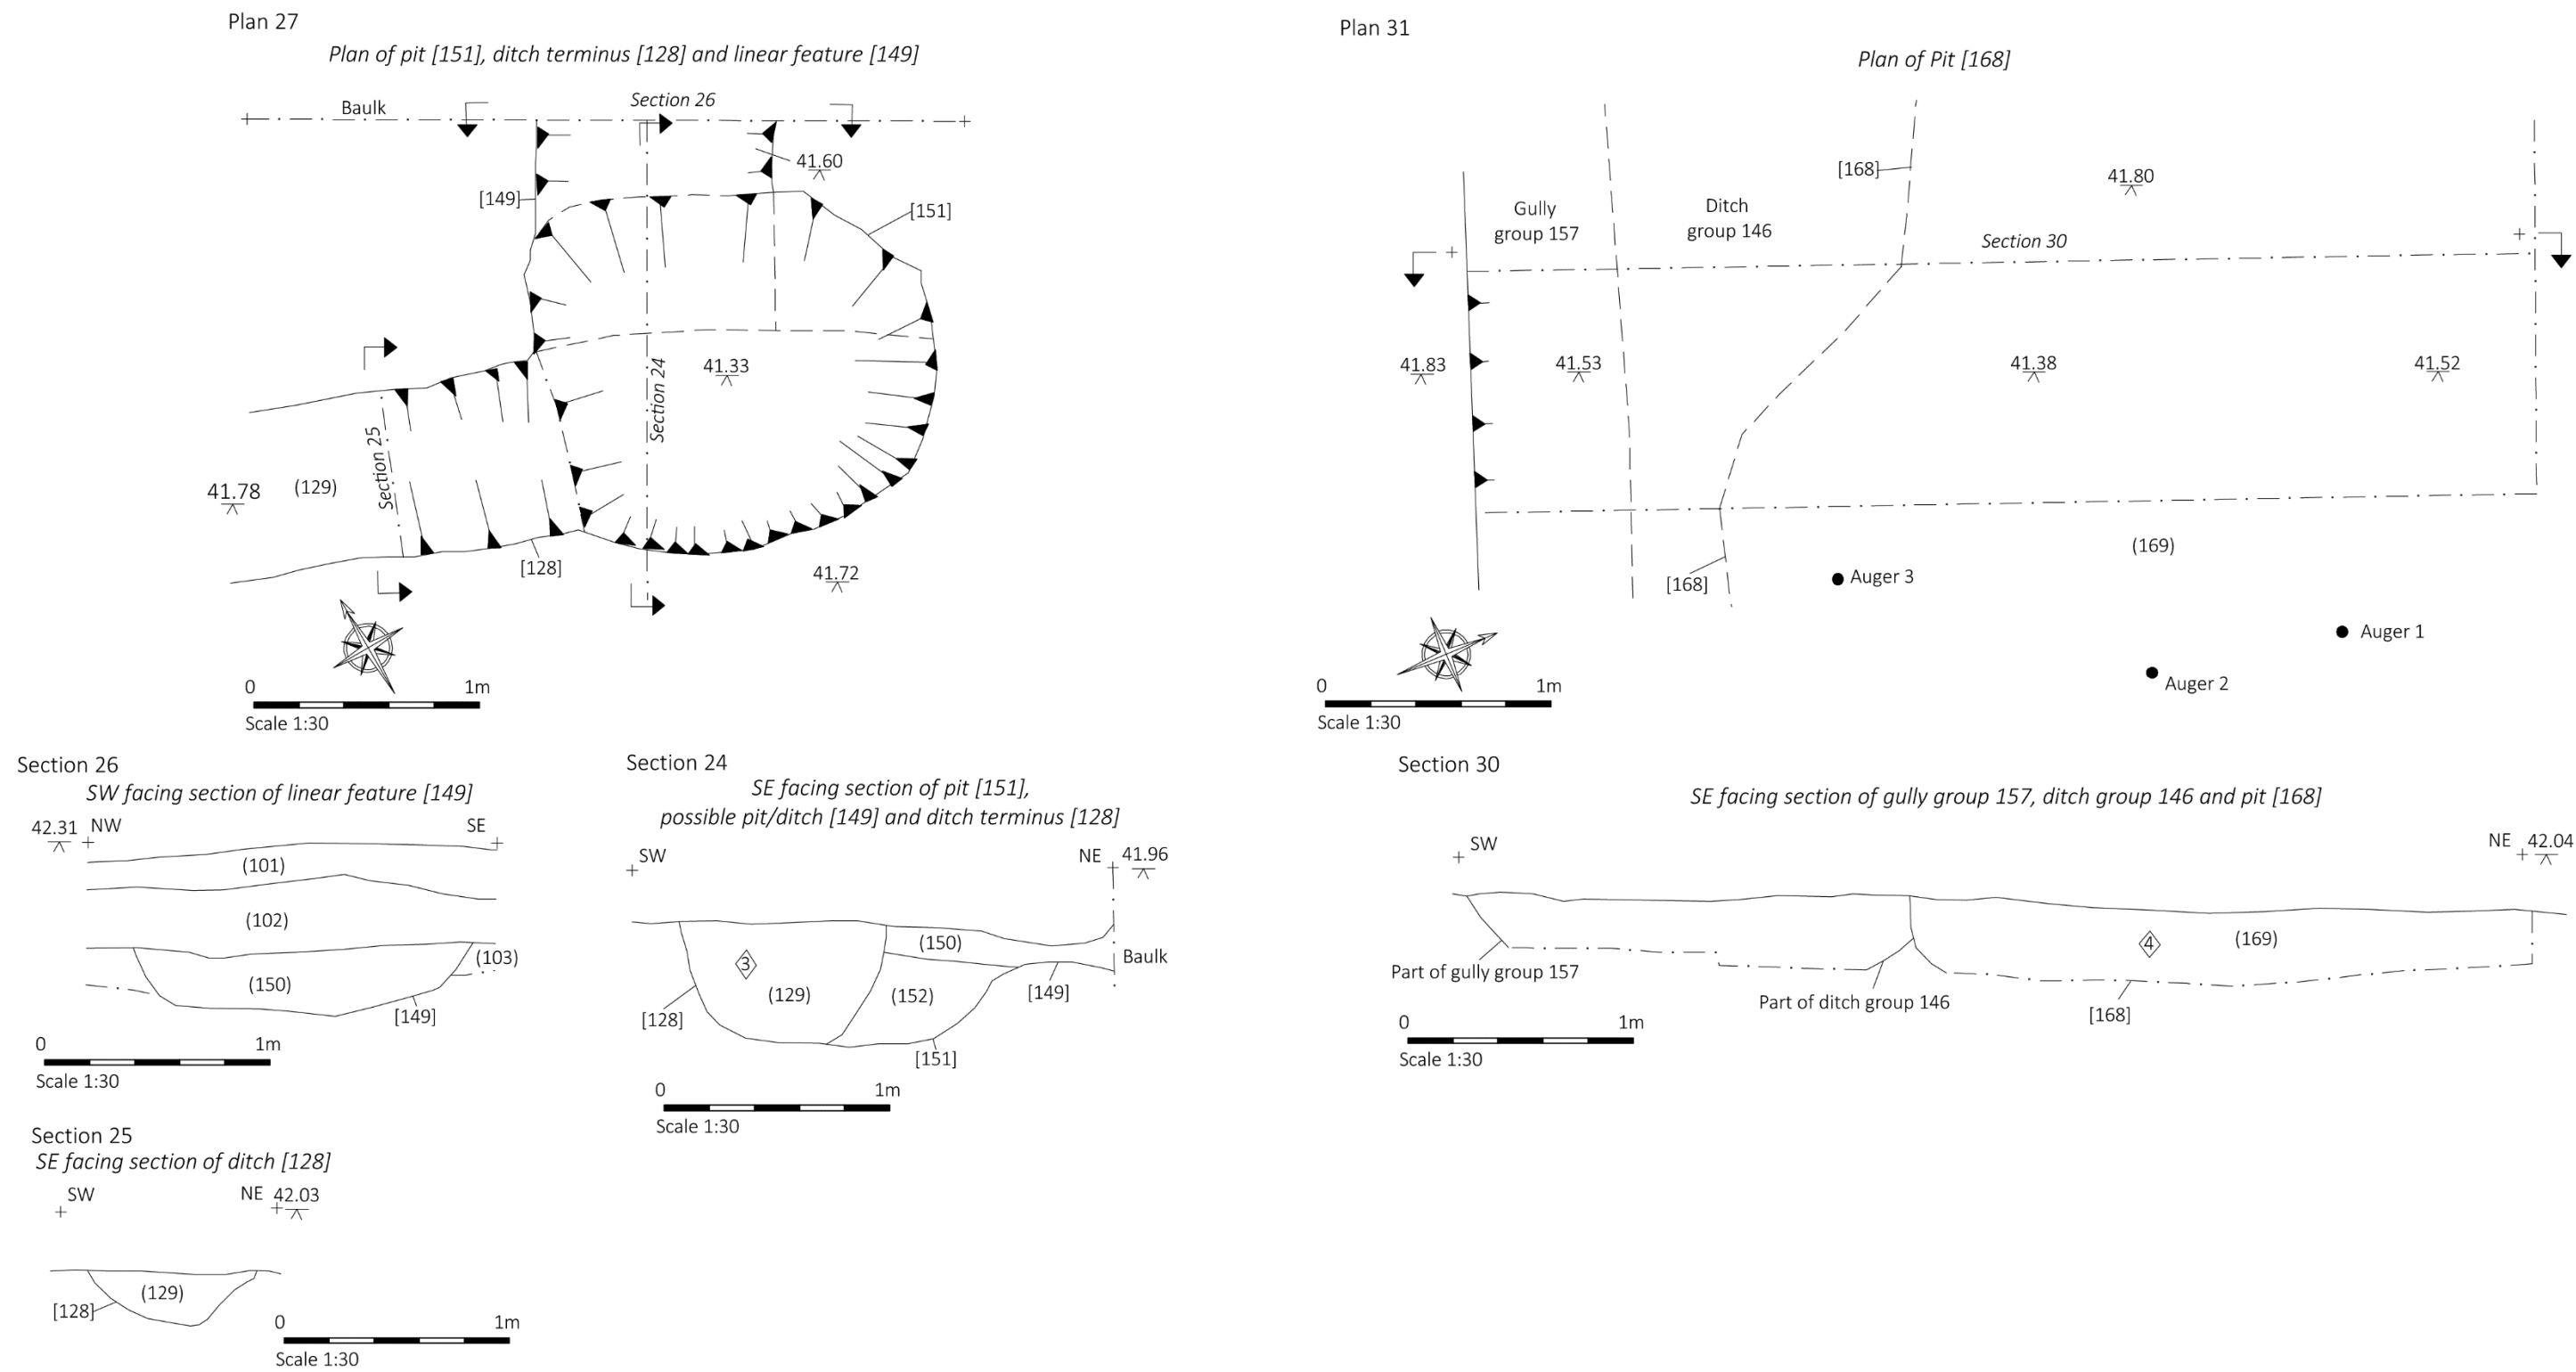 Plan 27
Plan of pit [151], ditch terminus [128] and linear feature [149]
Baulk
Section 26
41.60
[149]
[151]
41.33
Section 24
Section 25
41.78
(129)
[128]
41.72
0 1m
Scale 1:30
Plan 31
Plan of Pit [168]
[168]
41.80
Gully
group 157
Ditch
group 146
Section 30
41.83
41.53
41.38
41.52
(169)
[168]
Auger 3
Auger 1
Auger 2
0 1m
Scale 1:30
Section 26
SW facing section of linear feature [149]
42.31 NW
SE
(101)
(102)
(103)
(150)
[149]
0 1m
Scale 1:30
Section 24
SE facing section of pit [151],
possible pit/ditch [149] and ditch terminus [128]
SW
NE 41.96
(150)
Baulk
3
(129)
(152)
[149]
[128]
[151]
0 1m
Scale 1:30
Section 30
SE facing section of gully group 157, ditch group 146 and pit [168]
SW
NE 42.04
4
(169)
Part of gully group 157
Part of ditch group 146
[168]
0 1m
Scale 1:30
Section 25
SE facing section of ditch [128]
SW
NE 42.03
(129)
[128]
0 1m
Scale 1:30